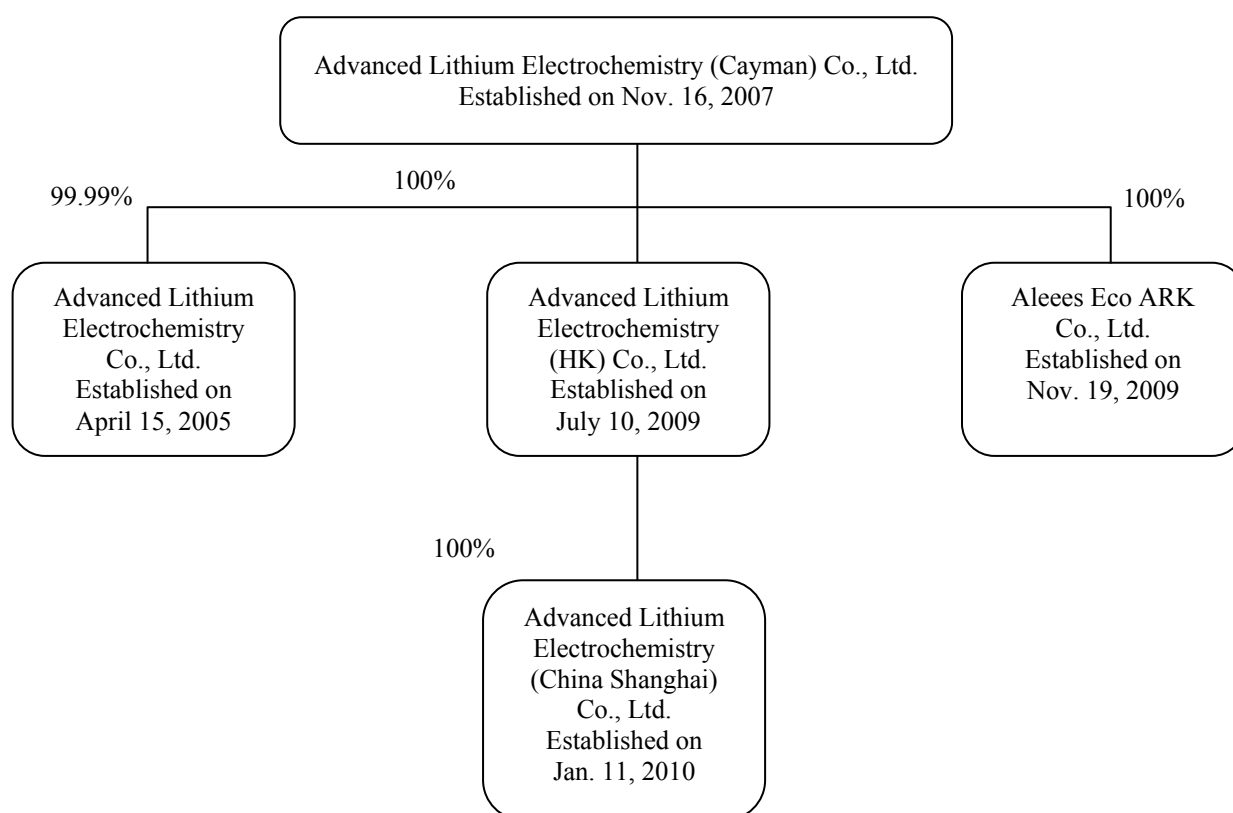 Advanced Lithium Electrochemistry (Cayman) Co., Ltd.
Established on Nov. 16, 2007
99.99%
100%
100%
Advanced Lithium
Electrochemistry
Co., Ltd.
Established on
April 15, 2005
Advanced Lithium
Electrochemistry
(HK) Co., Ltd.
Established on
July 10, 2009
Aleees Eco ARK
Co., Ltd.
Established on
Nov. 19, 2009
100%
Advanced Lithium
Electrochemistry
(China Shanghai)
Co., Ltd.
Established on
Jan. 11, 2010